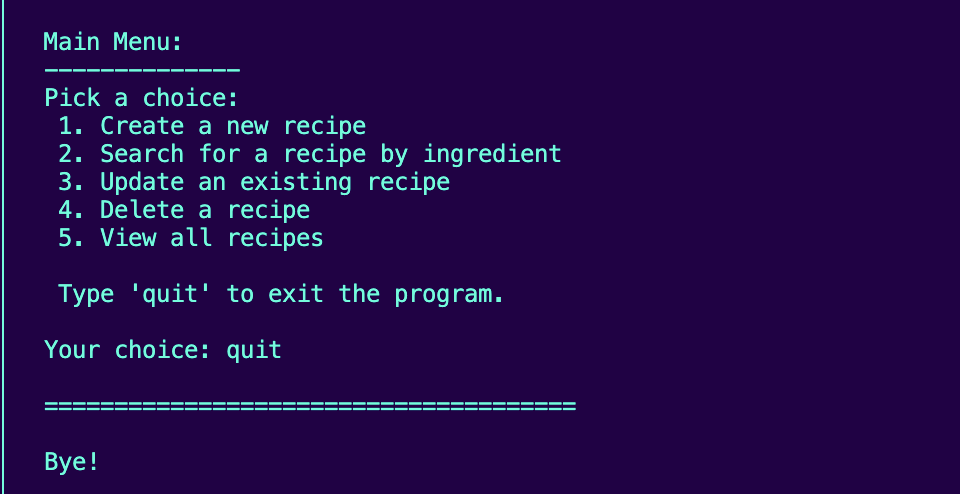 Main Menu:
--------------
Pick a choice:
1. Create a new recipe
2. Search for a recipe by ingredient
3. Update an existing recipe
4. Delete a recipe
5. View all recipes
Type 'quit' to exit the program.
Your choice: quit
======================================
Bye!